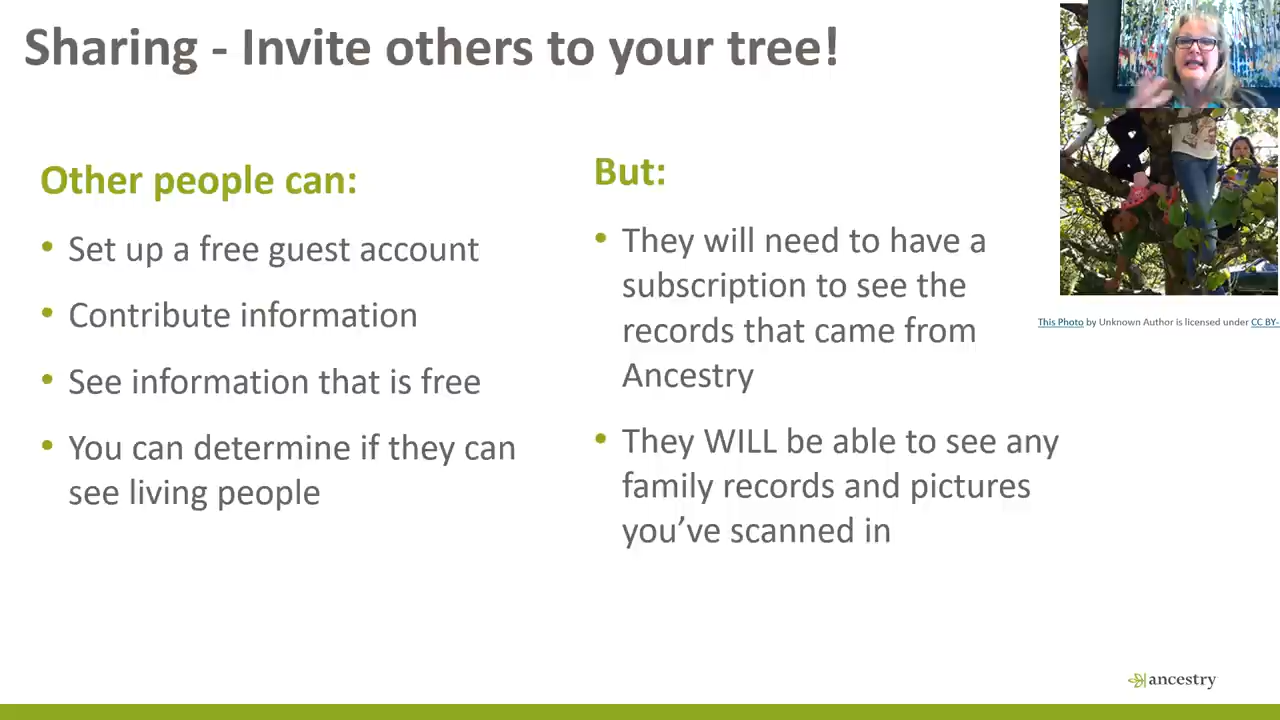 Sharing - Invite others to your tree!
Other people can:
• Set up a free guest account
• Contribute information
• See information that is free
• You can determine if they can
see living people
But:
• They will need to have a
subscription to see the
records that came from
Ancestry
• They WILL be able to see any
family records and pictures
you’ve scanned in
This Photo by Unknown Author is licensed under CC BY-
ancestry